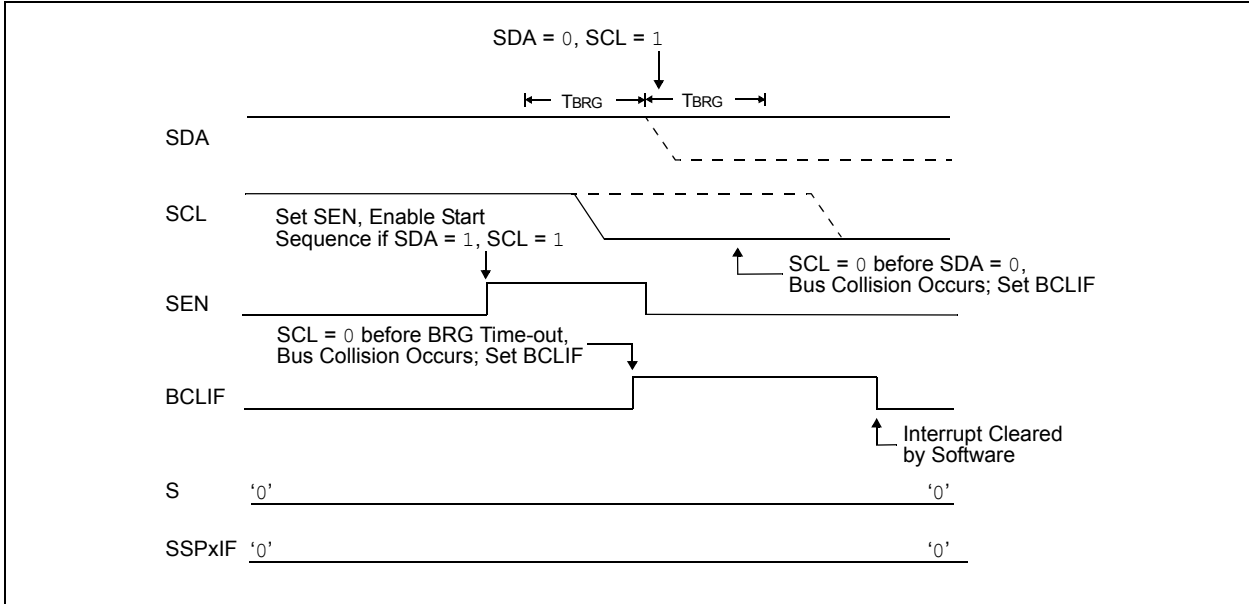 SDA = 0, SCL = 1
TBRG TBRG
SDA
SCL
Set SEN, Enable Start
Sequence if SDA = 1, SCL = 1
SCL = 0 before SDA = 0,
Bus Collision Occurs; Set BCLIF
SEN
SCL = 0 before BRG Time-out,
Bus Collision Occurs; Set BCLIF
BCLIF
Interrupt Cleared
by Software
S ‘0’ ‘0’
SSPxIF ‘0’ ‘0’